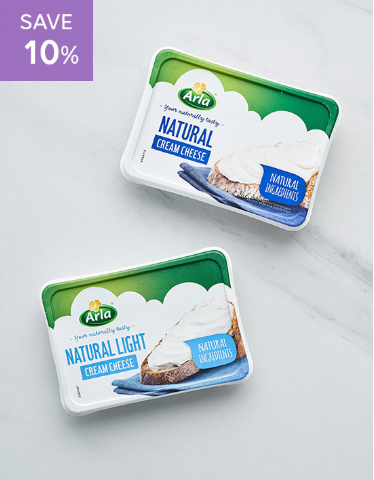 SAVE
10%
Arla
Your naturally tasty
NATURAL
CREAM CHEESE
NATURAL
INGREDIENTS
Arla
Your naturally tasty
NATURAL LIGHT
CREAM CHEESE
NATURAL
INGREDIENTS